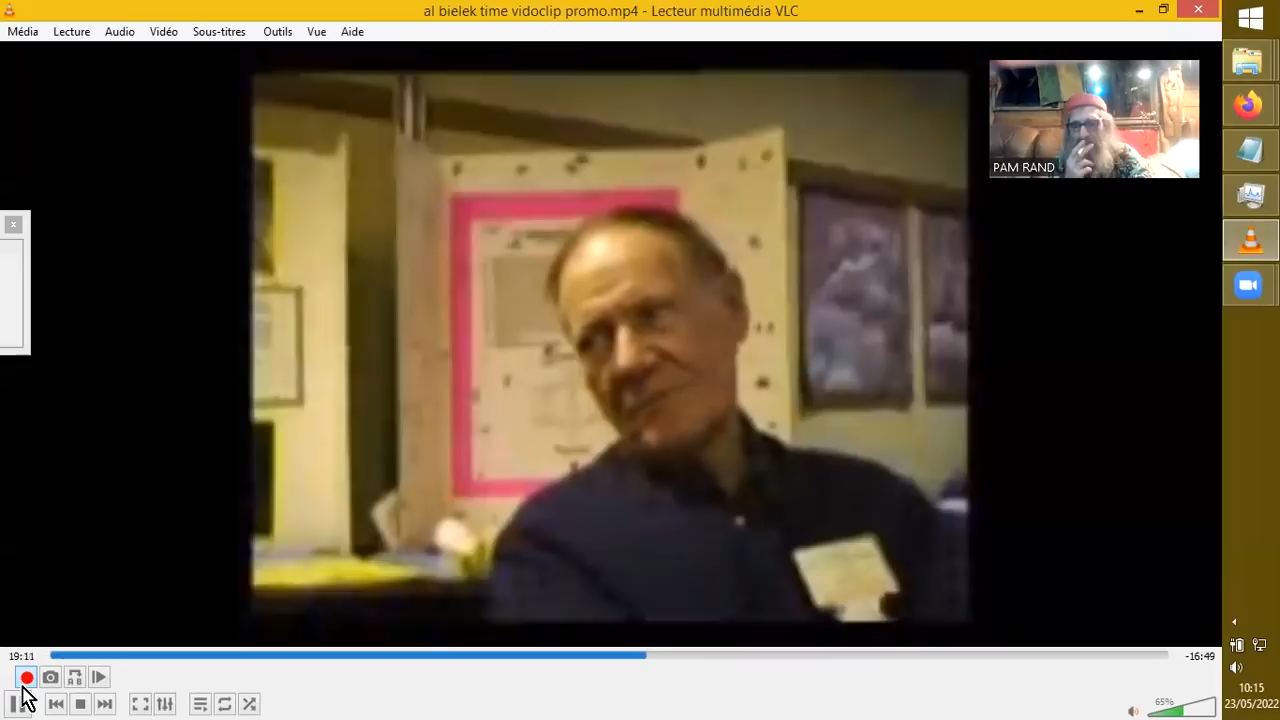 al bielek time vidoclip promo.mp4 - Lecteur multimédia VLC
Média Lecture Audio Vidéo Sous-titres Outils Vue Aide
PAM RAND
19:11
-16:49
A B
65%
10:15
23/05/2022